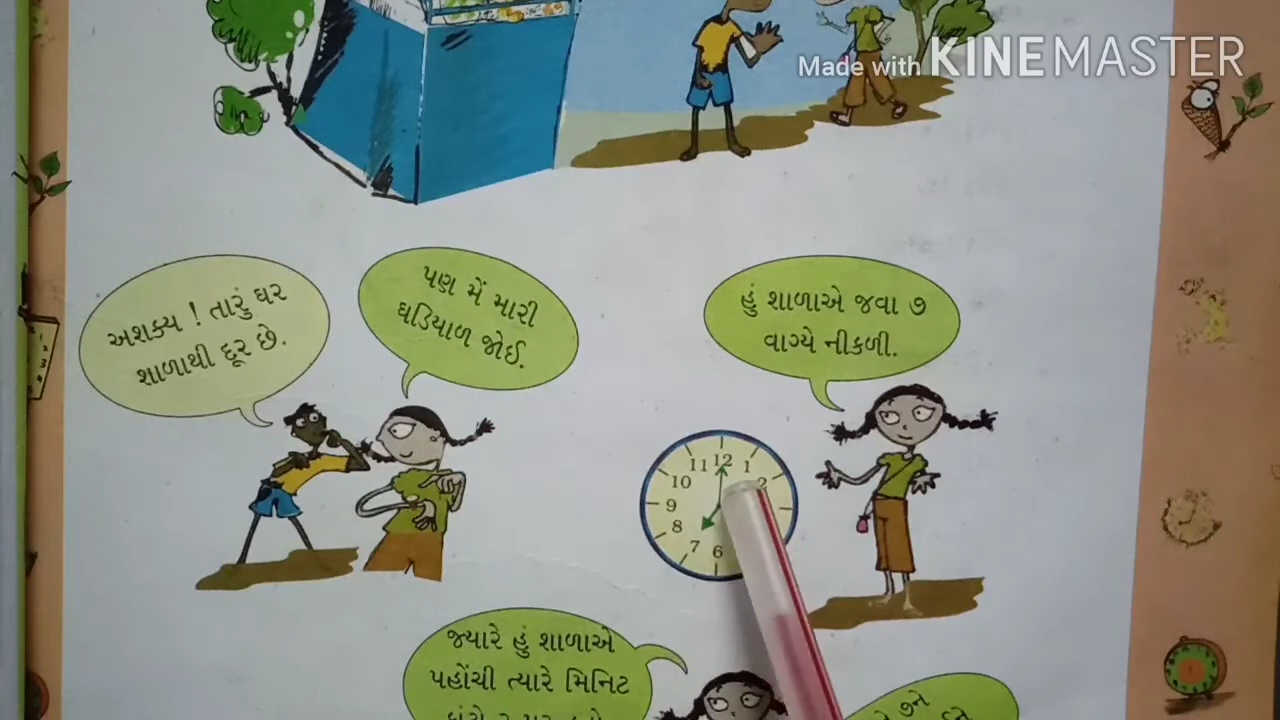 Made with KINEMASTER
અશક્ય ! તારું ઘર
શાળાથી દૂર છે.
પણ મેં મારી
ઘડિયાળ જોઈ.
હું શાળાએ જવા ૭
વાગ્યે નીકળી.
11 12 1
10 2
9
8
7 6
જ્યારે હું શાળાએ
પહોંચી ત્યારે મિનિટ